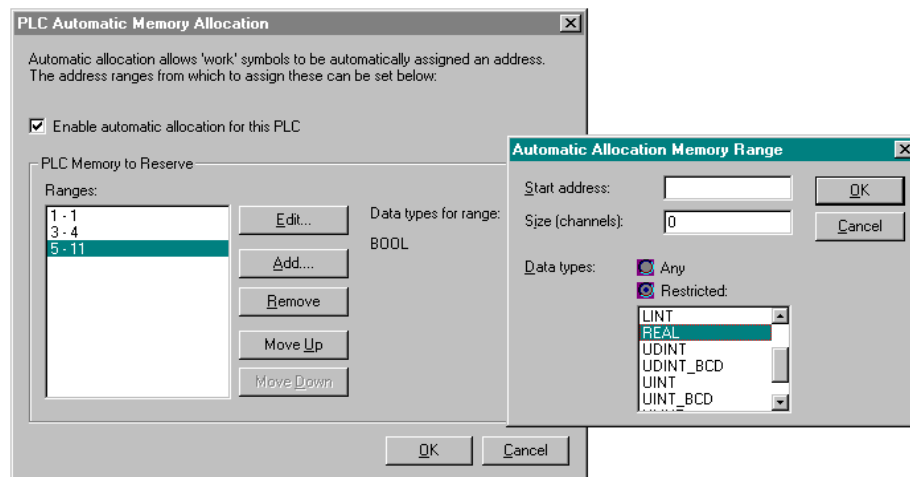 PLC Automatic Memory Allocation
Automatic allocation allows 'work' symbols to be automatically assigned an address.
The address ranges from which to assign these can be set below:
Enable automatic allocation for this PLC
PLC Memory to Reserve
Ranges:
1 - 1
3 - 4
5 - 11
Edit...
Add....
Remove
Move Up
Move Down
Data types for range:
BOOL
OK
Cancel
Automatic Allocation Memory Range
Start address:
Size (channels):
0
OK
Cancel
Data types:
Any
Restricted:
LINT
REAL
UDINT
UDINT_BCD
UINT
UINT_BCD